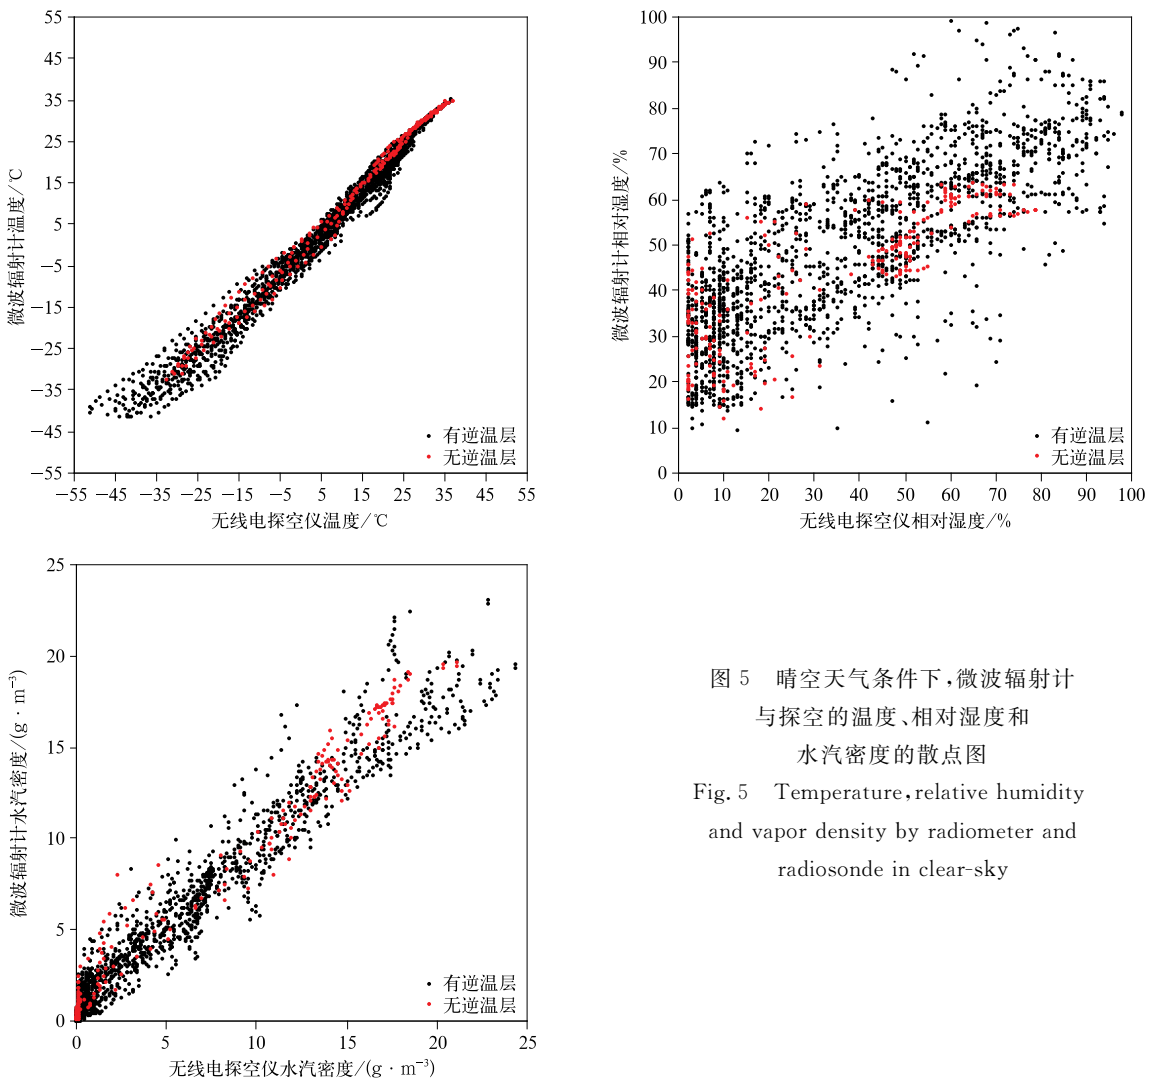 55
45
35
25
15
5
−5
−15
−25
−35
−45
−55
微波辐射计温度/℃
有逆温层
无逆温层
−55 −45 −35 −25 −15 −5 5 15 25 35 45 55
无线电探空仪温度/℃
100
90
80
70
60
50
40
30
20
10
0
微波辐射计相对湿度/%
有逆温层
无逆温层
0 10 20 30 40 50 60 70 80 90 100
无线电探空仪相对湿度/%
25
20
15
10
5
0
微波辐射计水汽密度/(g · m⁻³)
有逆温层
无逆温层
0 5 10 15 20 25
无线电探空仪水汽密度/(g · m⁻³)
图 5 晴空天气条件下,微波辐射计
与探空的温度、相对湿度和
水汽密度的散点图
Fig. 5 Temperature, relative humidity
and vapor density by radiometer and
radiosonde in clear-sky